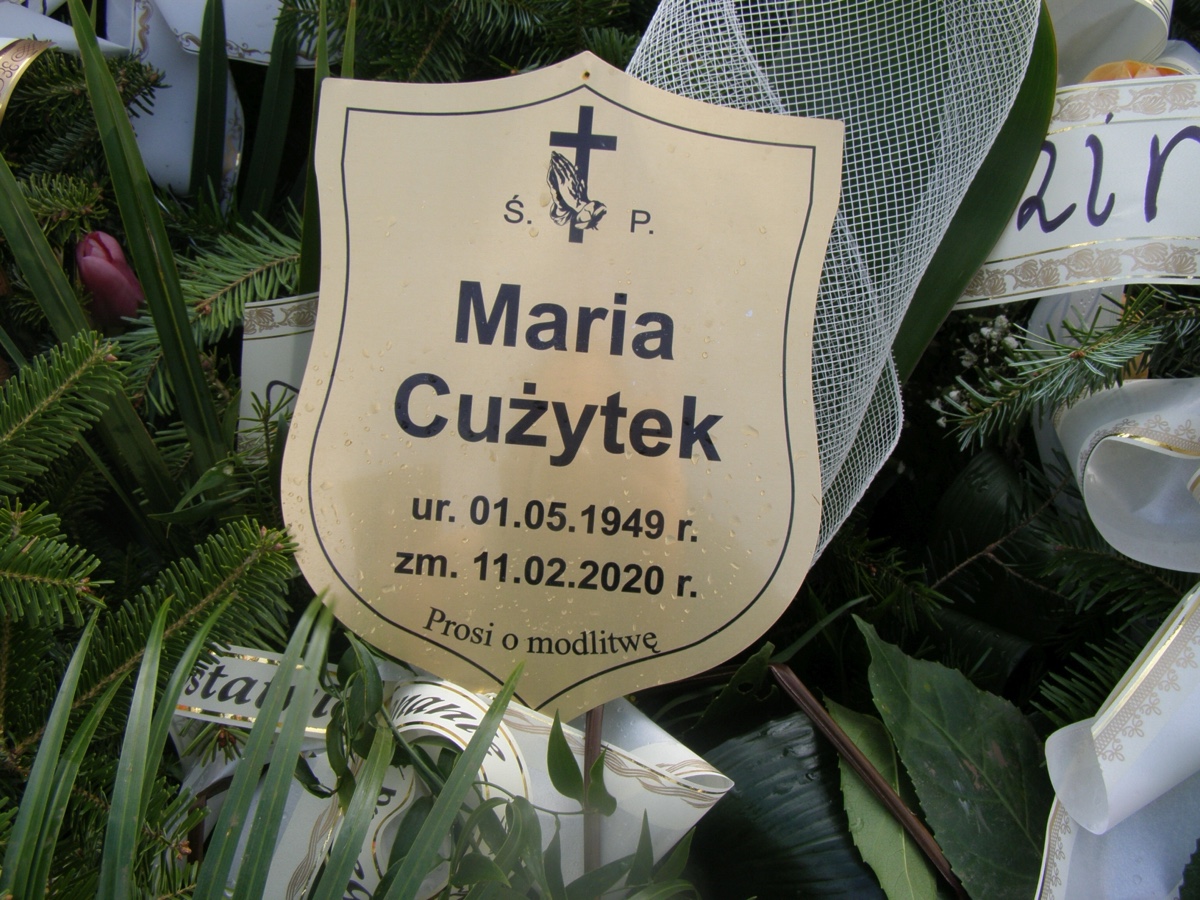 Ś. P.
Maria
Cużytek
ur. 01.05.1949 r.
zm. 11.02.2020 r.
Prosi o modlitwę